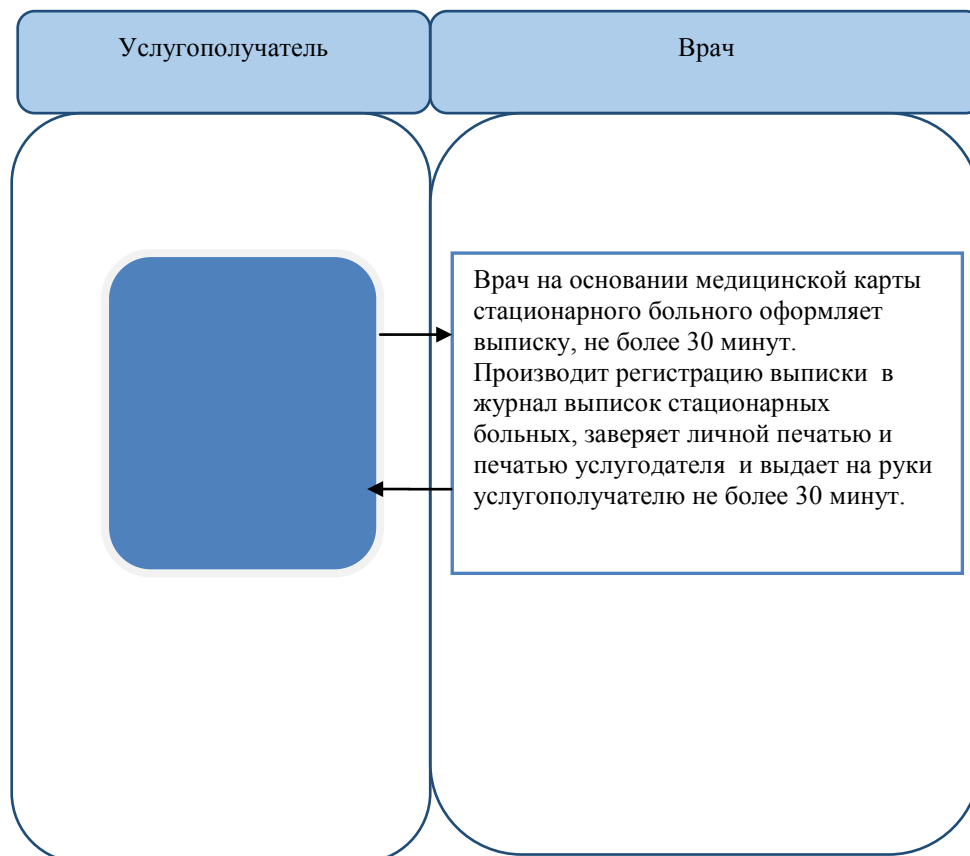 Услугополучатель
Врач
Врач на основании медицинской карты
стационарного больного оформляет
выписку, не более 30 минут.
Производит регистрацию выписки  в
журнал выписок стационарных
больных, заверяет личной печатью и
печатью услугодателя  и выдает на руки
услугополучателю не более 30 минут.